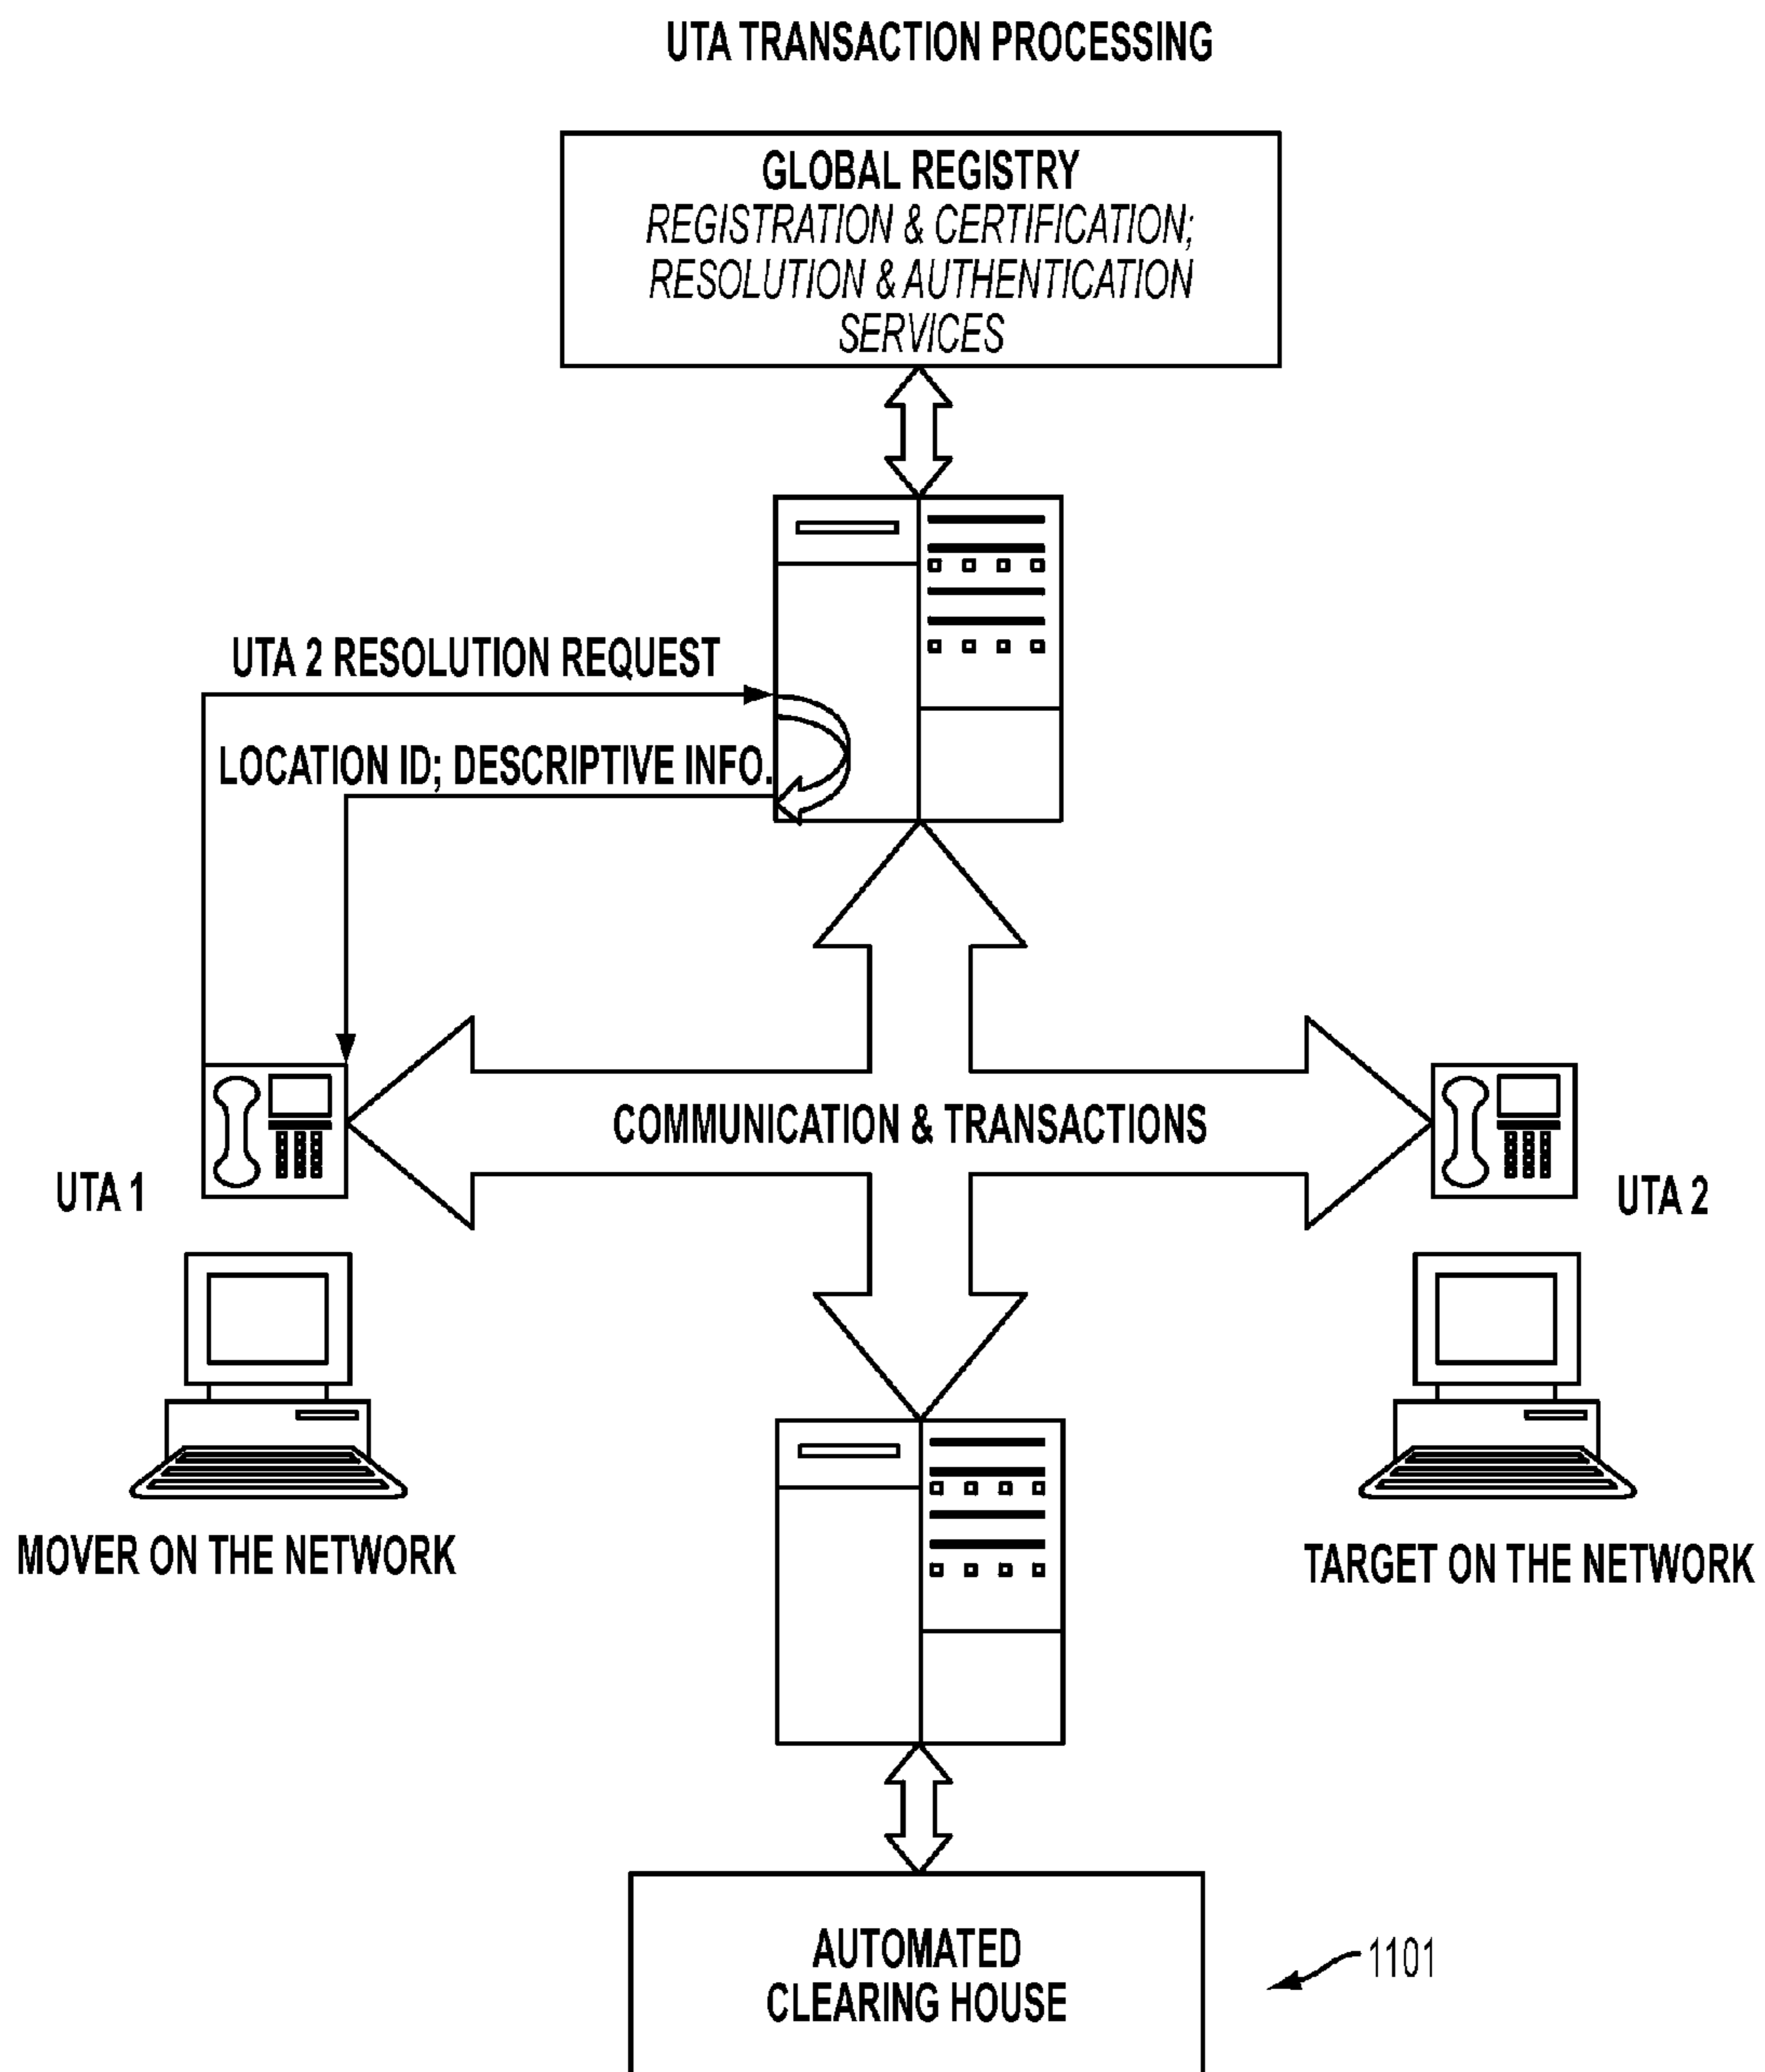 UTA TRANSACTION PROCESSING
GLOBAL REGISTRY
REGISTRATION & CERTIFICATION;
RESOLUTION & AUTHENTICATION
SERVICES
UTA 2 RESOLUTION REQUEST
LOCATION ID; DESCRIPTIVE INFO.
COMMUNICATION & TRANSACTIONS
UTA 1
UTA 2
MOVER ON THE NETWORK
TARGET ON THE NETWORK
AUTOMATED
CLEARING HOUSE
1101